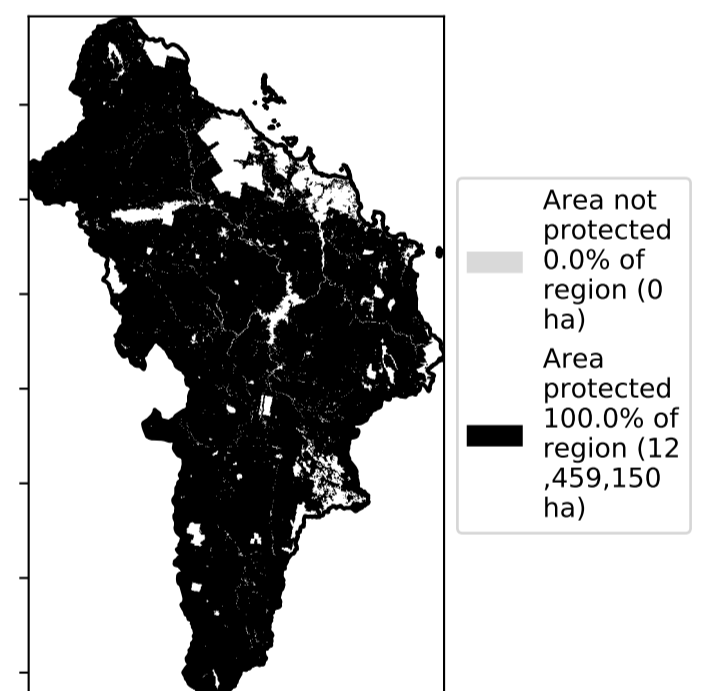 Area not
protected
0.0% of
region (0
ha)
Area
protected
100.0% of
region (12
,459,150
ha)